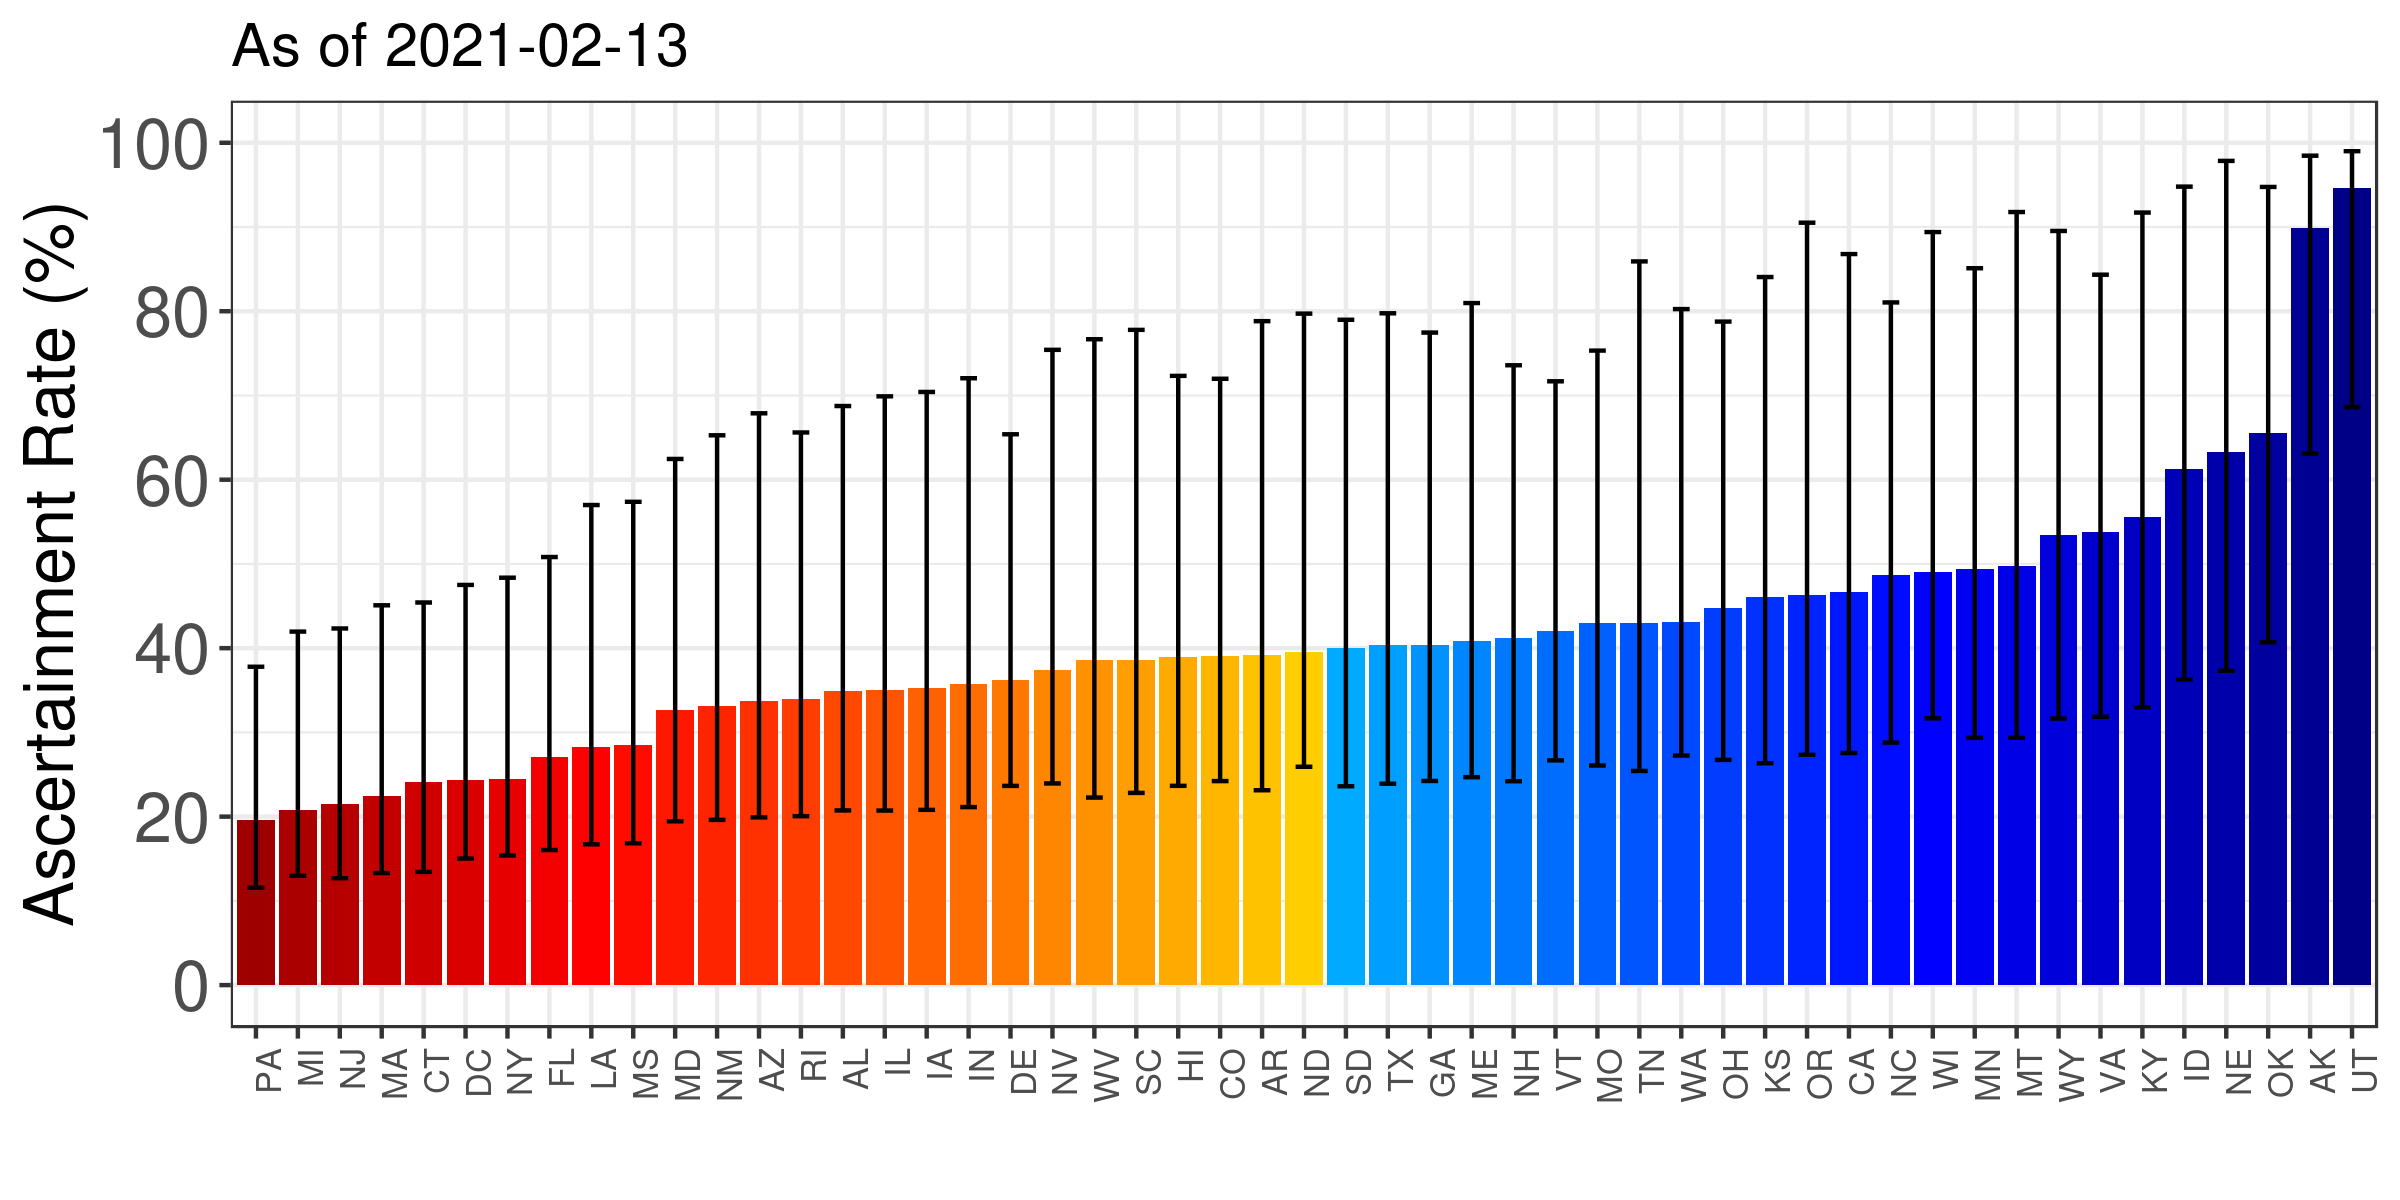 As of 2021-02-13
Ascertainment Rate (%)
100
80
60
40
20
0
PA MI NJ MA CT DC NY FL LA MS MD NM AZ RI AL IL IA IN DE NV WV SC HI CO AR ND SD TX GA ME NH VT MO TN WA OH KS OR CA NC WI MN MT WY VA KY ID NE OK AK UT